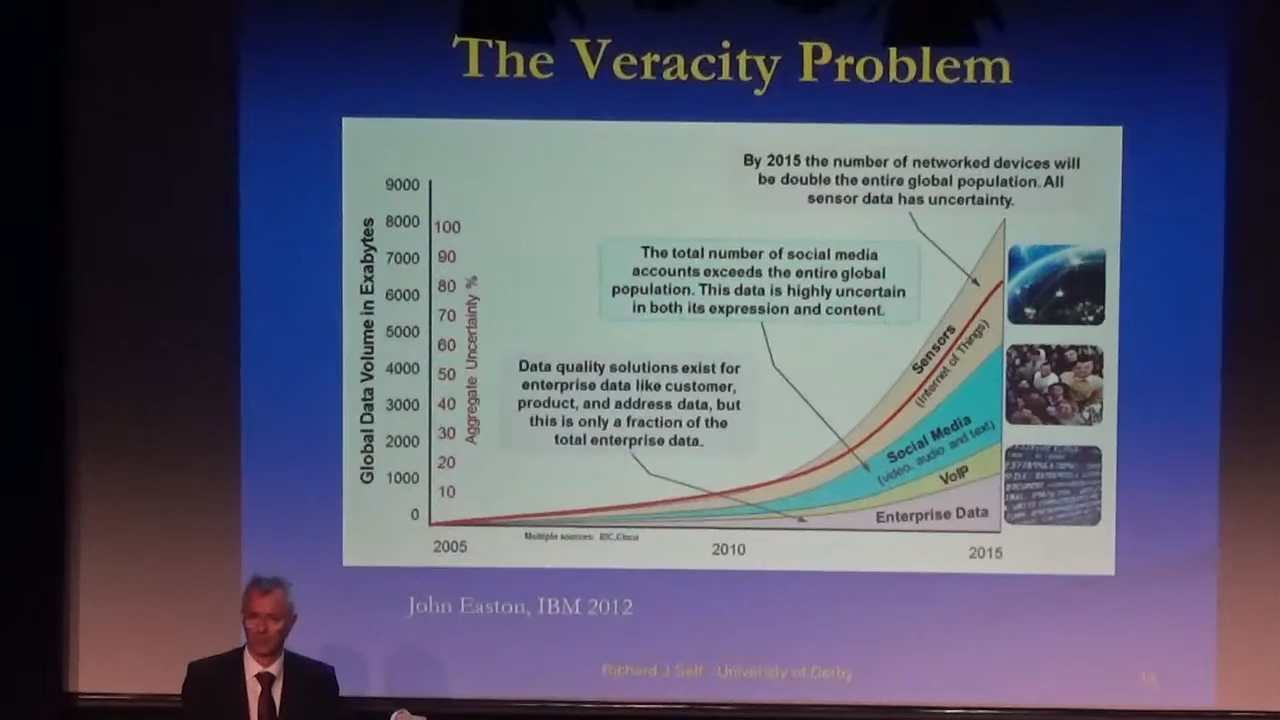 The Veracity Problem
By 2015 the number of networked devices will
be double the entire global population. All
sensor data has uncertainty.
The total number of social media
accounts exceeds the entire global
population. This data is highly uncertain
in both its expression and content.
Data quality solutions exist for
enterprise data like customer,
product, and address data, but
this is only a fraction of the
total enterprise data.
Global Data Volume in Exabytes
9000
8000
7000
6000
5000
4000
3000
2000
1000
0
Aggregate Uncertainty %
100
90
80
70
60
50
40
30
20
10
Sensors
(Internet of Things)
Social Media
(video, audio and text)
VoIP
Enterprise Data
Multiple sources: IDC,Cisco
2005
2010
2015
John Easton, IBM 2012
Richard J Self - University of Derby